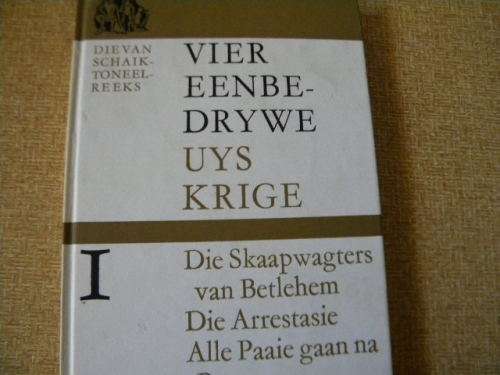 DIE VAN
SCHAIK-
TONEEL-
REEKS
VIER
EENBE-
DRYWE
UYS
KRIGE
I
Die Skaapwagters
van Betlehem
Die Arrestasie
Alle Paaie gaan na